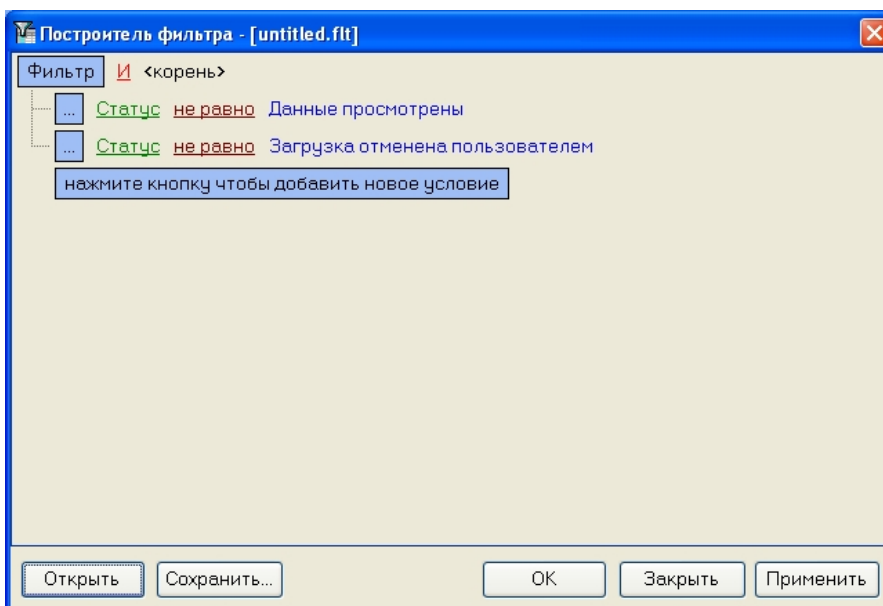 Построитель фильтра - [untitled.flt]
Фильтр И <корень>
... Статус не равно Данные просмотрены
... Статус не равно Загрузка отменена пользователем
нажмите кнопку чтобы добавить новое условие
Открыть Сохранить... OK Закрыть Применить